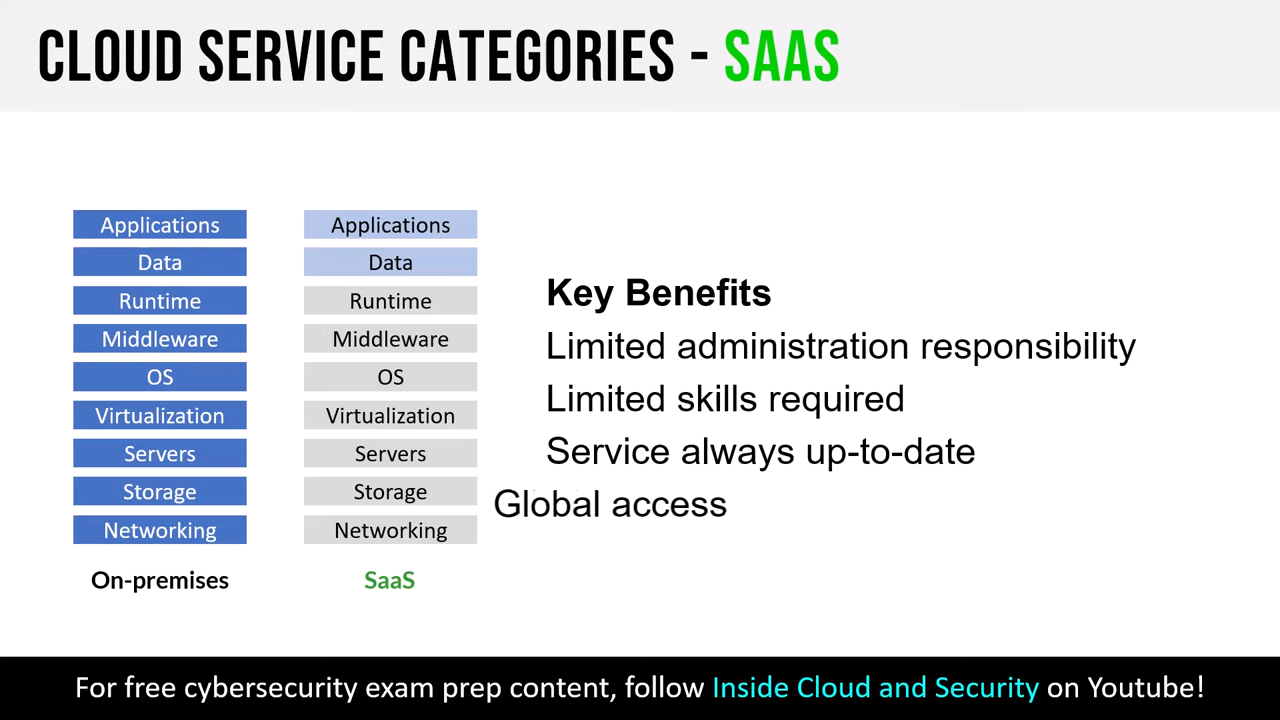 CLOUD SERVICE CATEGORIES - SAAS
Applications
Data
Runtime
Middleware
OS
Virtualization
Servers
Storage
Networking
On-premises
Applications
Data
Runtime
Middleware
OS
Virtualization
Servers
Storage
Networking
SaaS
Key Benefits
Limited administration responsibility
Limited skills required
Service always up-to-date
Global access
For free cybersecurity exam prep content, follow Inside Cloud and Security on Youtube!